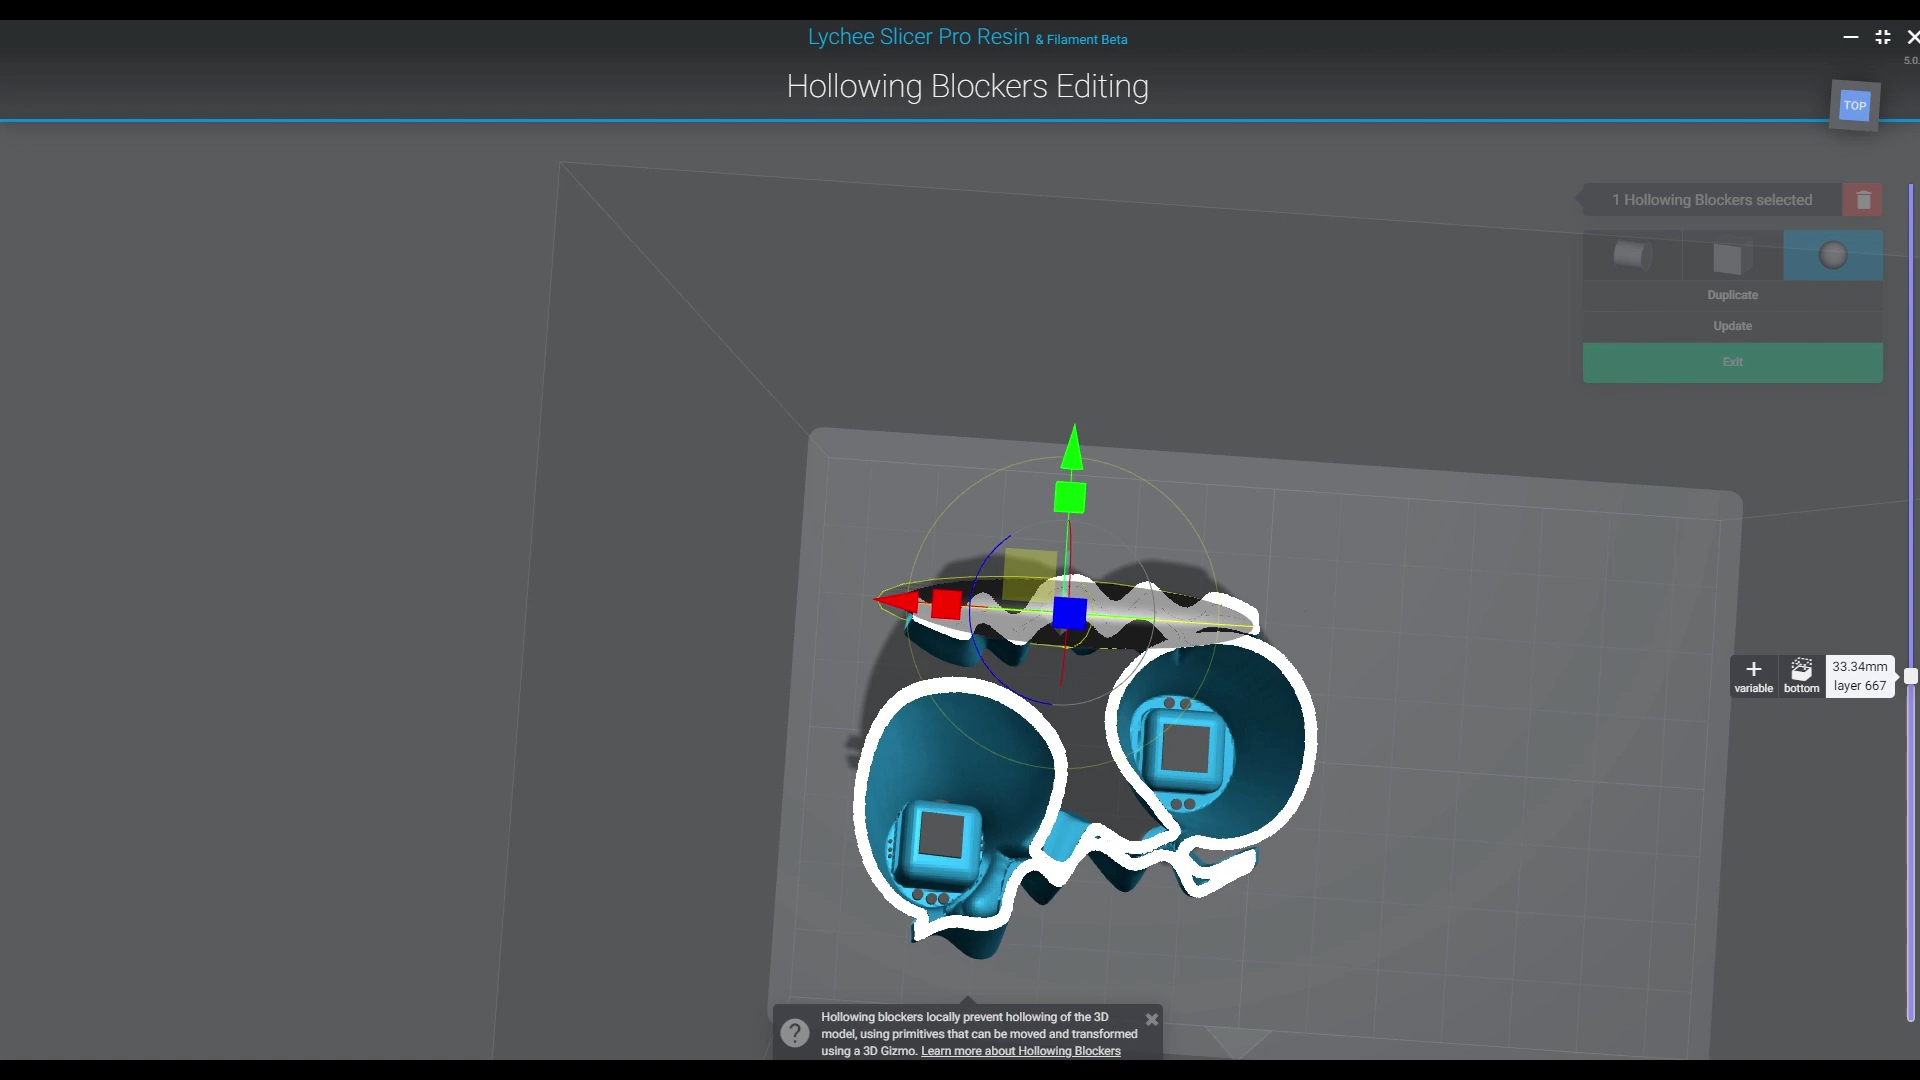 Lychee Slicer Pro Resin & Filament Beta
5.0.
Hollowing Blockers Editing
TOP
1 Hollowing Blockers selected
Duplicate
Update
Exit
33.34mm
layer 667
variable
bottom
Hollowing blockers locally prevent hollowing of the 3D
model, using primitives that can be moved and transformed
using a 3D Gizmo. Learn more about Hollowing Blockers